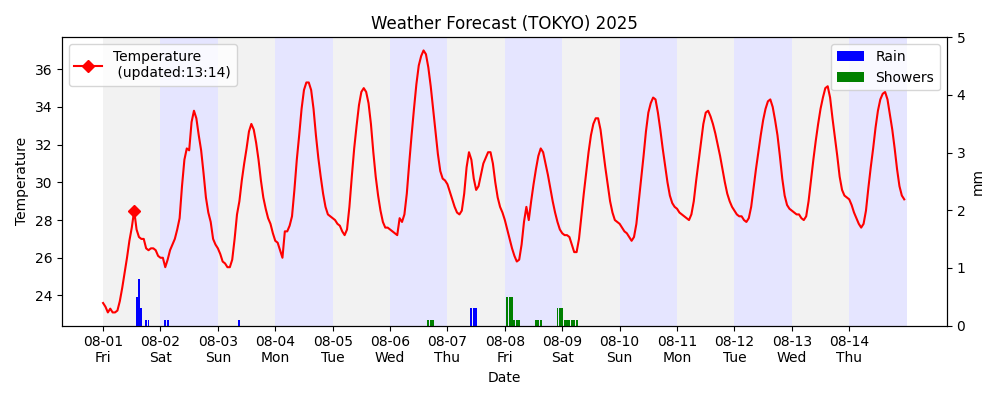 Weather Forecast (TOKYO) 2025
Temperature
(updated:13:14)
Rain
Showers
Temperature
36
34
32
30
28
26
24
5
4
3
2
1
0
mm
08-01 08-02 08-03 08-04 08-05 08-06 08-07 08-08 08-09 08-10 08-11 08-12 08-13 08-14
Fri Sat Sun Mon Tue Wed Thu Fri Sat Sun Mon Tue Wed Thu
Date